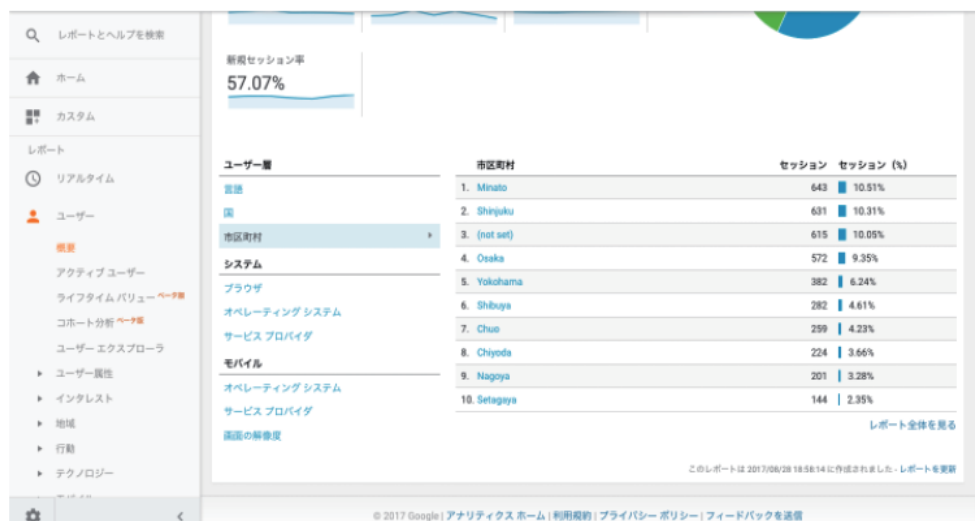 レポートとヘルプを検索
ホーム
カスタム
レポート
リアルタイム
ユーザー
概要
アクティブ ユーザー
ライフタイム バリュー ベータ版
コホート分析 ベータ版
ユーザー エクスプローラ
ユーザー属性
インタレスト
地域
行動
テクノロジー
新規セッション率
57.07%
ユーザー層
言語
国
市区町村
システム
ブラウザ
オペレーティング システム
サービス プロバイダ
モバイル
オペレーティング システム
サービス プロバイダ
画面の解像度
市区町村 セッション セッション (%)
1. Minato 643 10.51%
2. Shinjuku 631 10.31%
3. (not set) 615 10.05%
4. Osaka 572 9.35%
5. Yokohama 382 6.24%
6. Shibuya 282 4.61%
7. Chuo 259 4.23%
8. Chiyoda 224 3.66%
9. Nagoya 201 3.28%
10. Setagaya 144 2.35%
レポート全体を見る
このレポートは 2017/08/28 18:58:14 に作成されました - レポートを更新
© 2017 Google | アナリティクス ホーム | 利用規約 | プライバシー ポリシー | フィードバックを送信